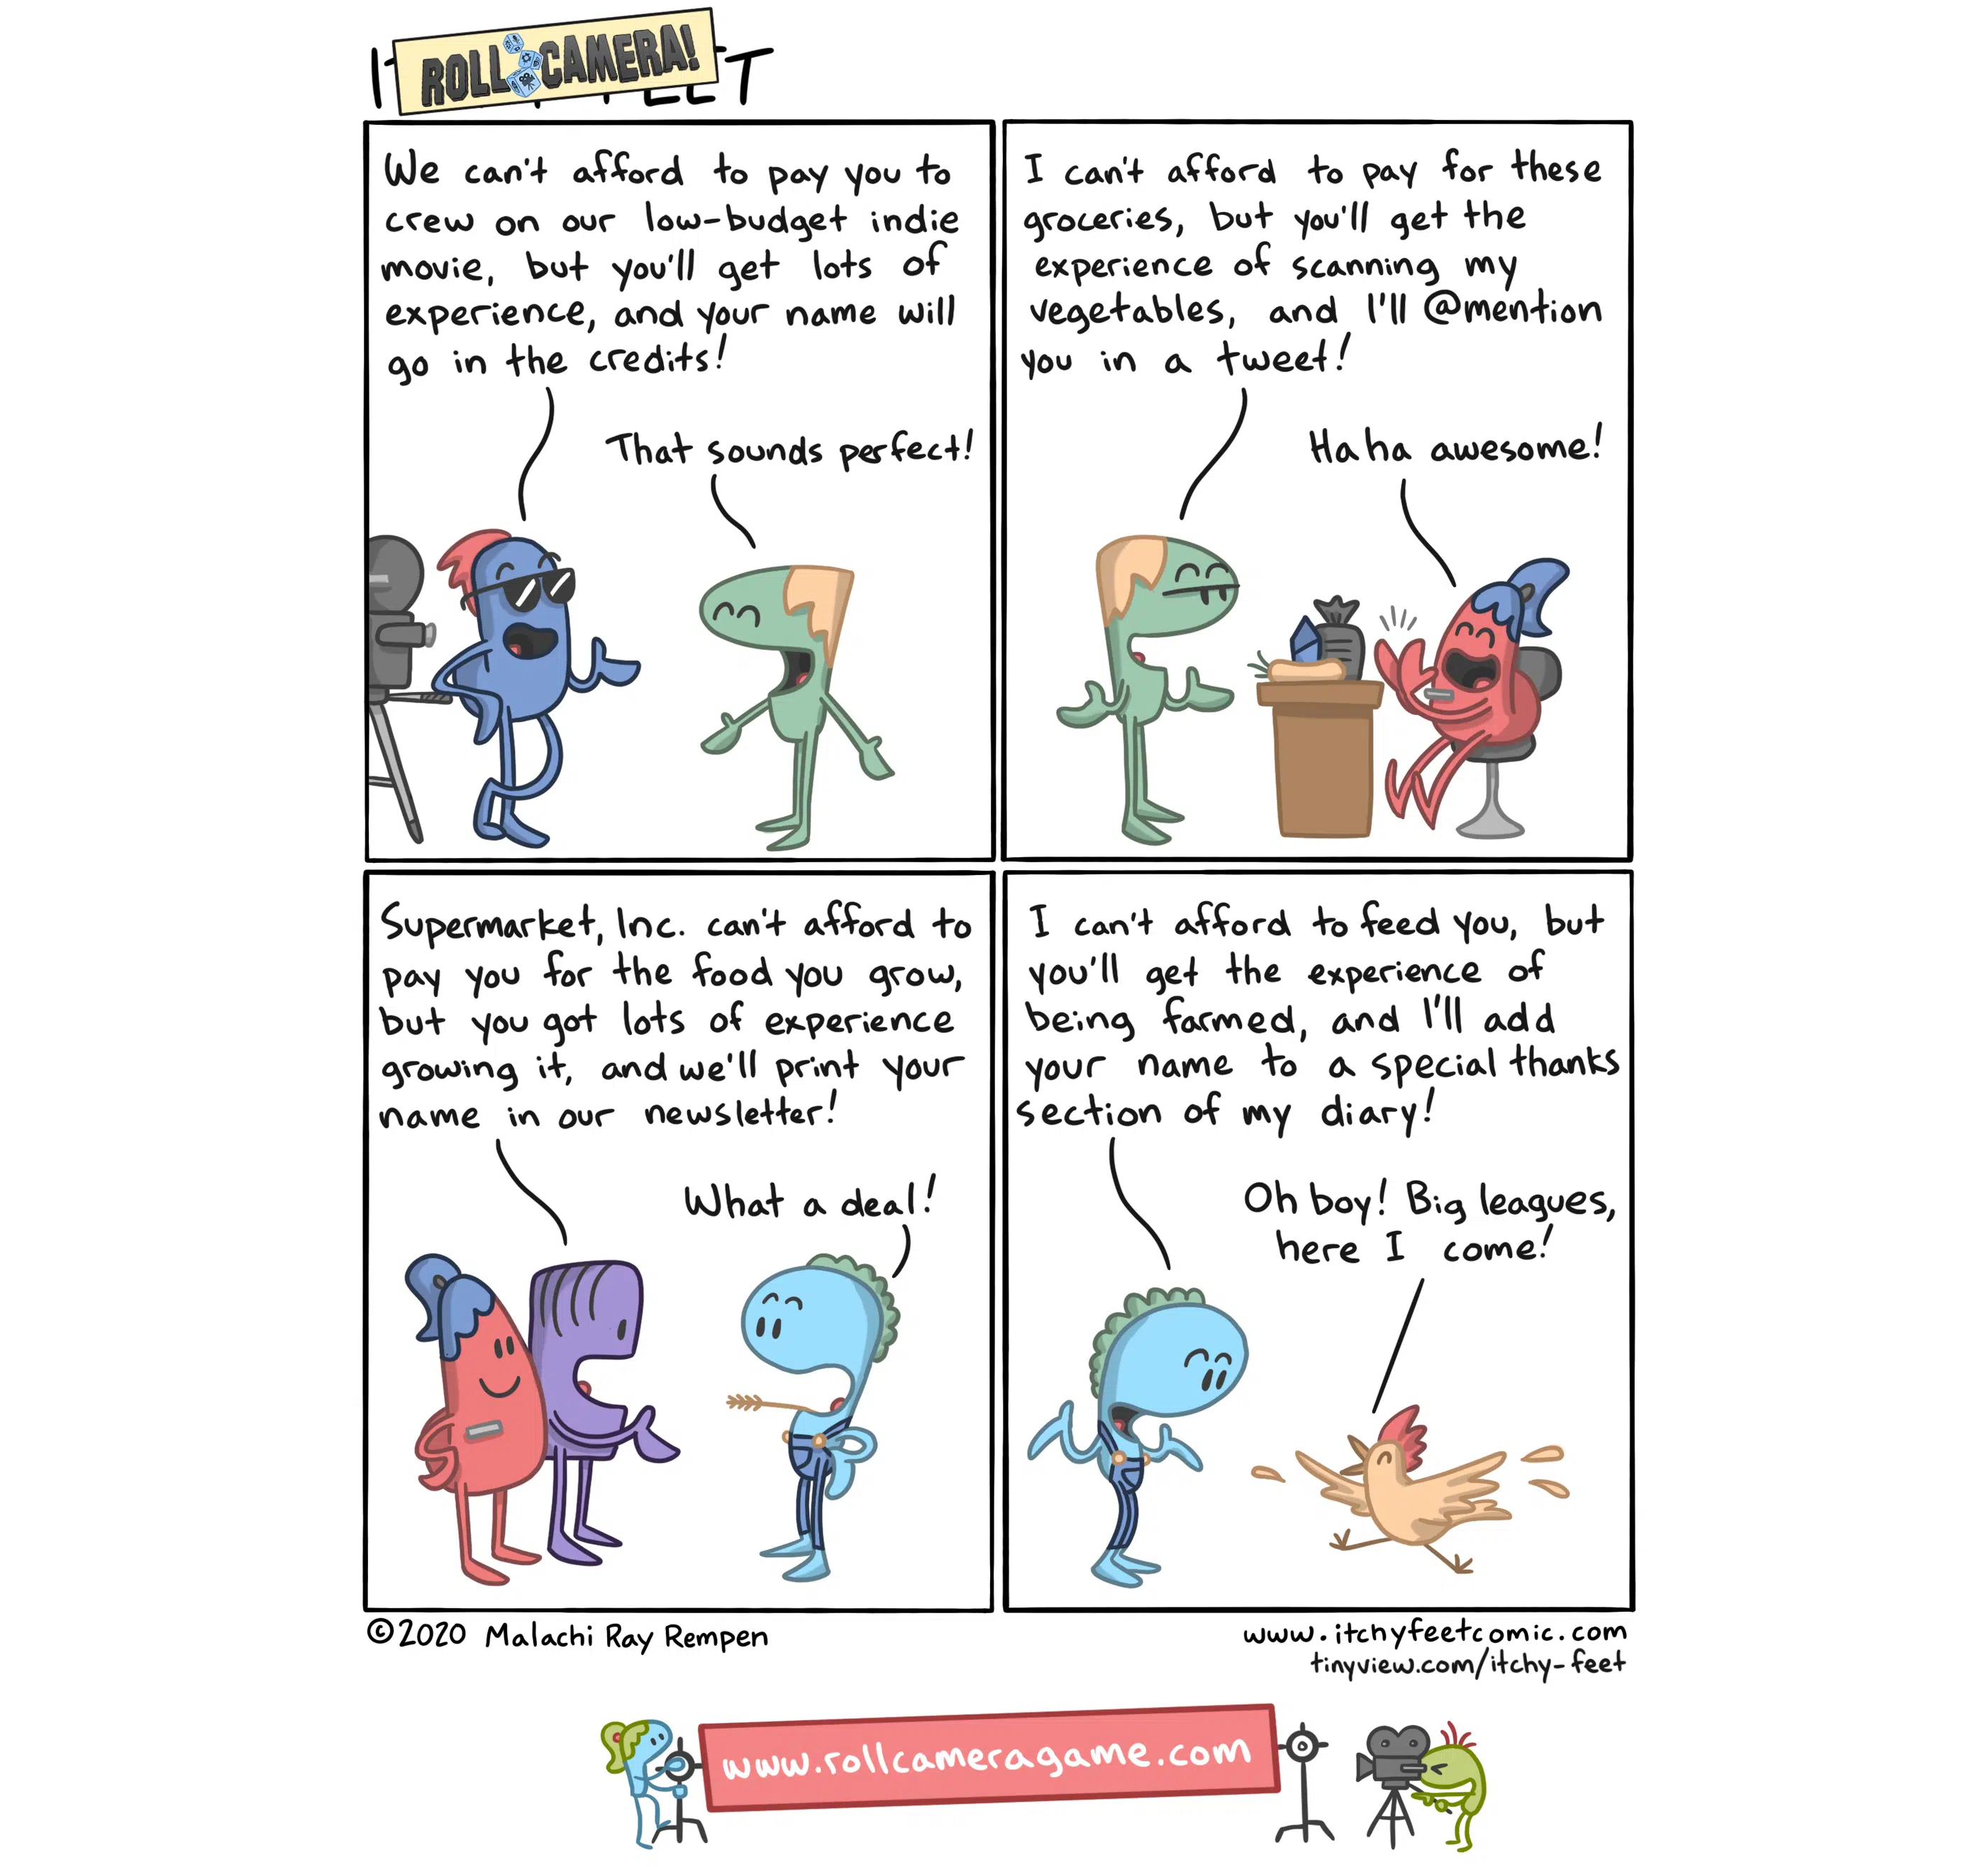 ROLL CAMERA!
We can't afford to pay you to
crew on our low-budget indie
movie, but you'll get lots of
experience, and your name will
go in the credits!
That sounds perfect!
I can't afford to pay for these
groceries, but you'll get the
experience of scanning my
vegetables, and I'll @mention
you in a tweet!
Ha ha awesome!
Supermarket, Inc. can't afford to
pay you for the food you grow,
but you got lots of experience
growing it, and we'll print your
name in our newsletter!
What a deal!
I can't afford to feed you, but
you'll get the experience of
being farmed, and I'll add
your name to a special thanks
section of my diary!
Oh boy! Big leagues,
here I come!
©2020 Malachi Ray Rempen
www.itchyfeetcomic.com
tinyview.com/itchy-feet
www.rollcameragame.com